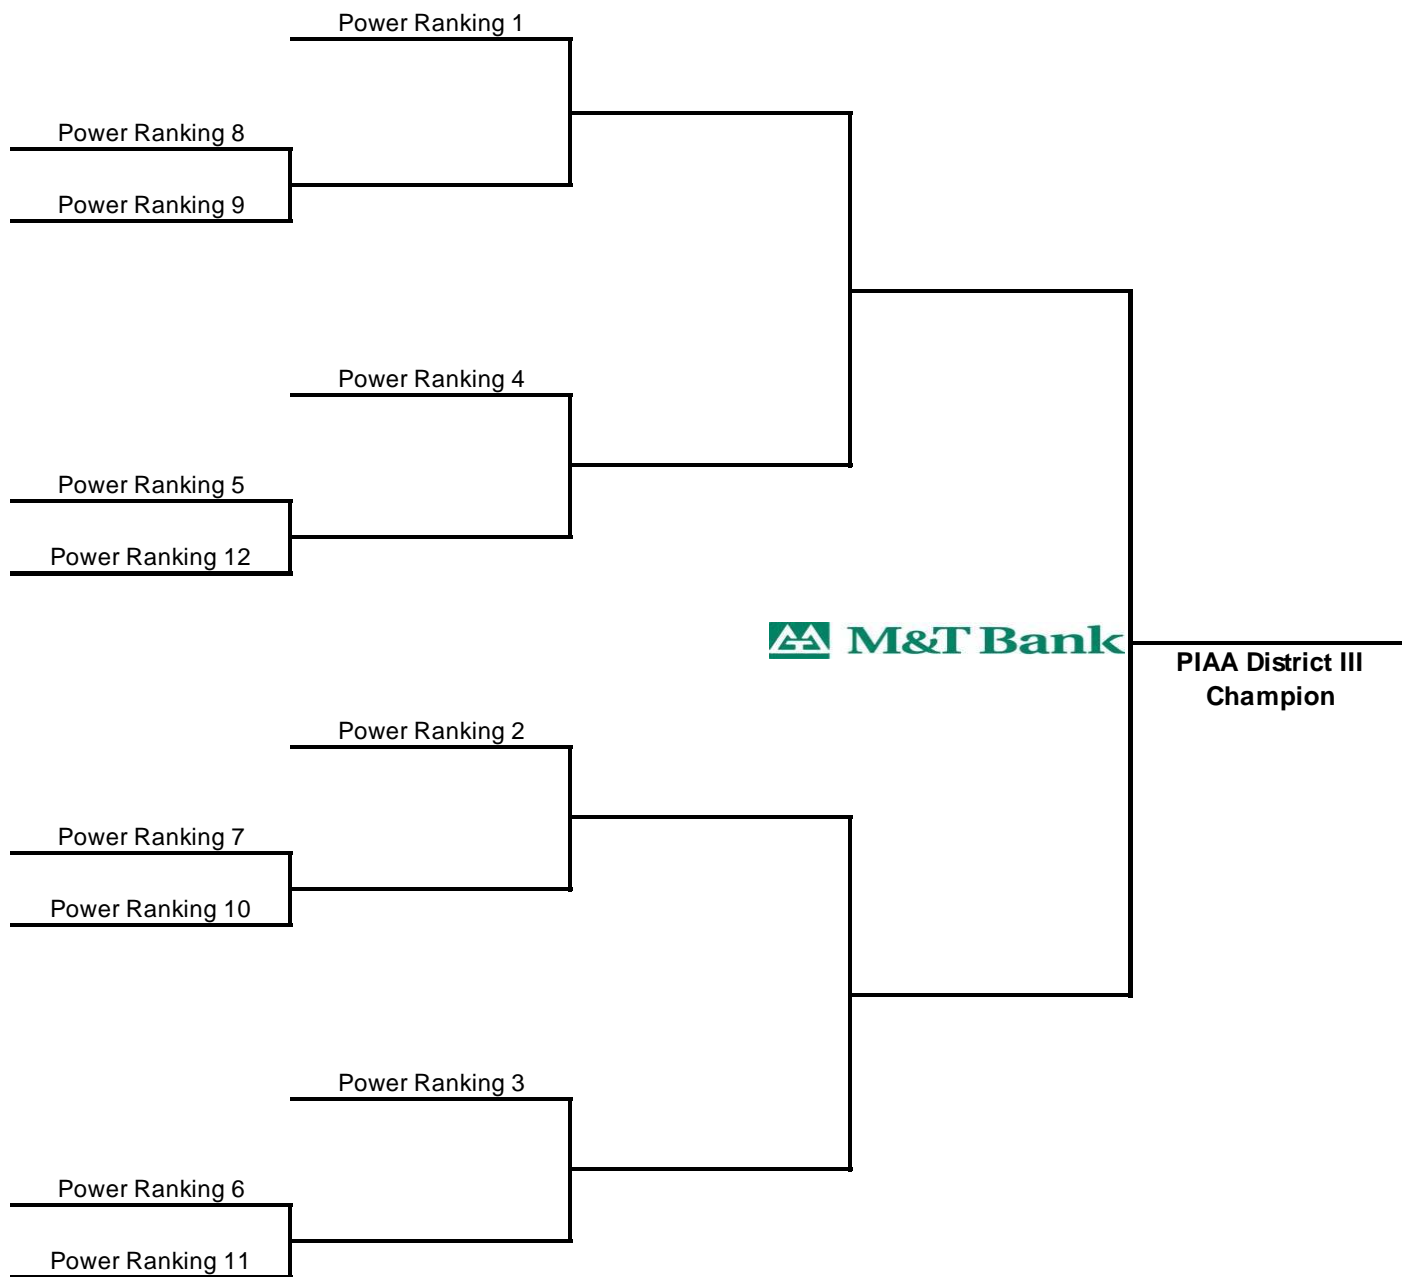 Power Ranking 1
Power Ranking 8
Power Ranking 9
Power Ranking 4
Power Ranking 5
Power Ranking 12
M&T Bank
PIAA District III
Champion
Power Ranking 2
Power Ranking 7
Power Ranking 10
Power Ranking 3
Power Ranking 6
Power Ranking 11